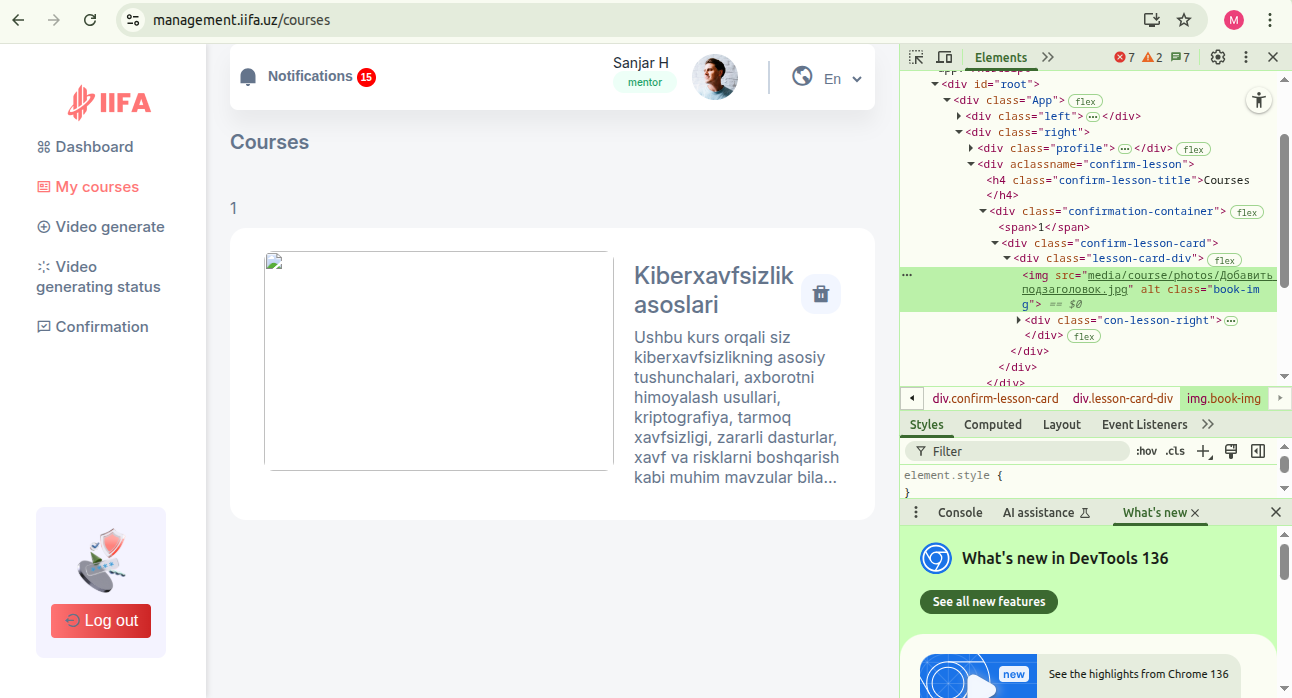 management.iifa.uz/courses
M
IIFA
Dashboard
My courses
Video generate
Video
generating status
Confirmation
Log out
Notifications 15
Sanjar H
mentor
En
Courses
1
Kiberxavfsizlik
asoslari
Ushbu kurs orqali siz
kiberxavfsizlikning asosiy
tushunchalari, axborotni
himoyalash usullari,
kriptografiya, tarmoq
xavfsizligi, zararli dasturlar,
xavf va risklarni boshqarish
kabi muhim mavzular bila...
Elements
7 2 7
<div id="root">
<div class="App"> flex
<div class="left"> … </div>
<div class="right">
<div class="profile"> … </div> flex
<div aclassname="confirm-lesson">
<h4 class="confirm-lesson-title">Courses
</h4>
<div class="confirmation-container"> flex
<span>1</span>
<div class="confirm-lesson-card">
<div class="lesson-card-div"> flex
<img src="media/course/photos/Добавить
подзаголовок.jpg" alt class="book-im
g"> == $0
<div class="con-lesson-right"> …
</div> flex
</div>
</div>
</div>
div.confirm-lesson-card div.lesson-card-div img.book-img
Styles Computed Layout Event Listeners
Filter :hov .cls
element.style {
}
Console AI assistance What's new
What's new in DevTools 136
See all new features
new
See the highlights from Chrome 136